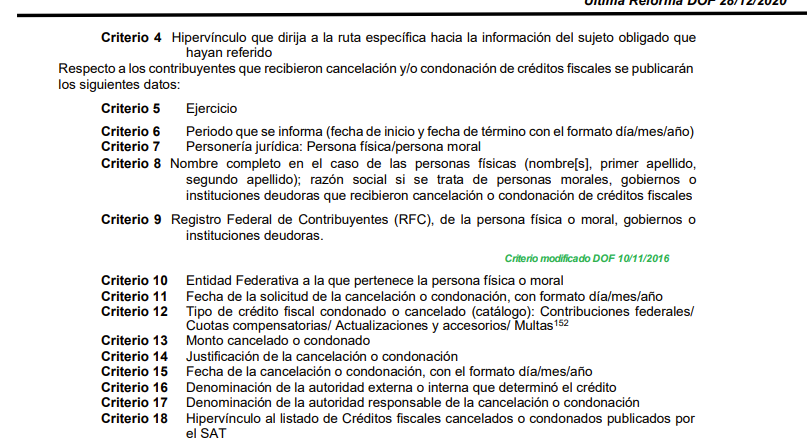 Última Reforma DOF 28/12/2020
Criterio 4 Hipervínculo que dirija a la ruta específica hacia la información del sujeto obligado que
hayan referido
Respecto a los contribuyentes que recibieron cancelación y/o condonación de créditos fiscales se publicarán
los siguientes datos:
Criterio 5 Ejercicio
Criterio 6 Periodo que se informa (fecha de inicio y fecha de término con el formato día/mes/año)
Criterio 7 Personería jurídica: Persona física/persona moral
Criterio 8 Nombre completo en el caso de las personas físicas (nombre[s], primer apellido,
segundo apellido); razón social si se trata de personas morales, gobiernos o
instituciones deudoras que recibieron cancelación o condonación de créditos fiscales
Criterio 9 Registro Federal de Contribuyentes (RFC), de la persona física o moral, gobiernos o
instituciones deudoras.
Criterio modificado DOF 10/11/2016
Criterio 10 Entidad Federativa a la que pertenece la persona física o moral
Criterio 11 Fecha de la solicitud de la cancelación o condonación, con formato día/mes/año
Criterio 12 Tipo de crédito fiscal condonado o cancelado (catálogo): Contribuciones federales/
Cuotas compensatorias/ Actualizaciones y accesorios/ Multas152
Criterio 13 Monto cancelado o condonado
Criterio 14 Justificación de la cancelación o condonación
Criterio 15 Fecha de la cancelación o condonación, con el formato día/mes/año
Criterio 16 Denominación de la autoridad externa o interna que determinó el crédito
Criterio 17 Denominación de la autoridad responsable de la cancelación o condonación
Criterio 18 Hipervínculo al listado de Créditos fiscales cancelados o condonados publicados por
el SAT